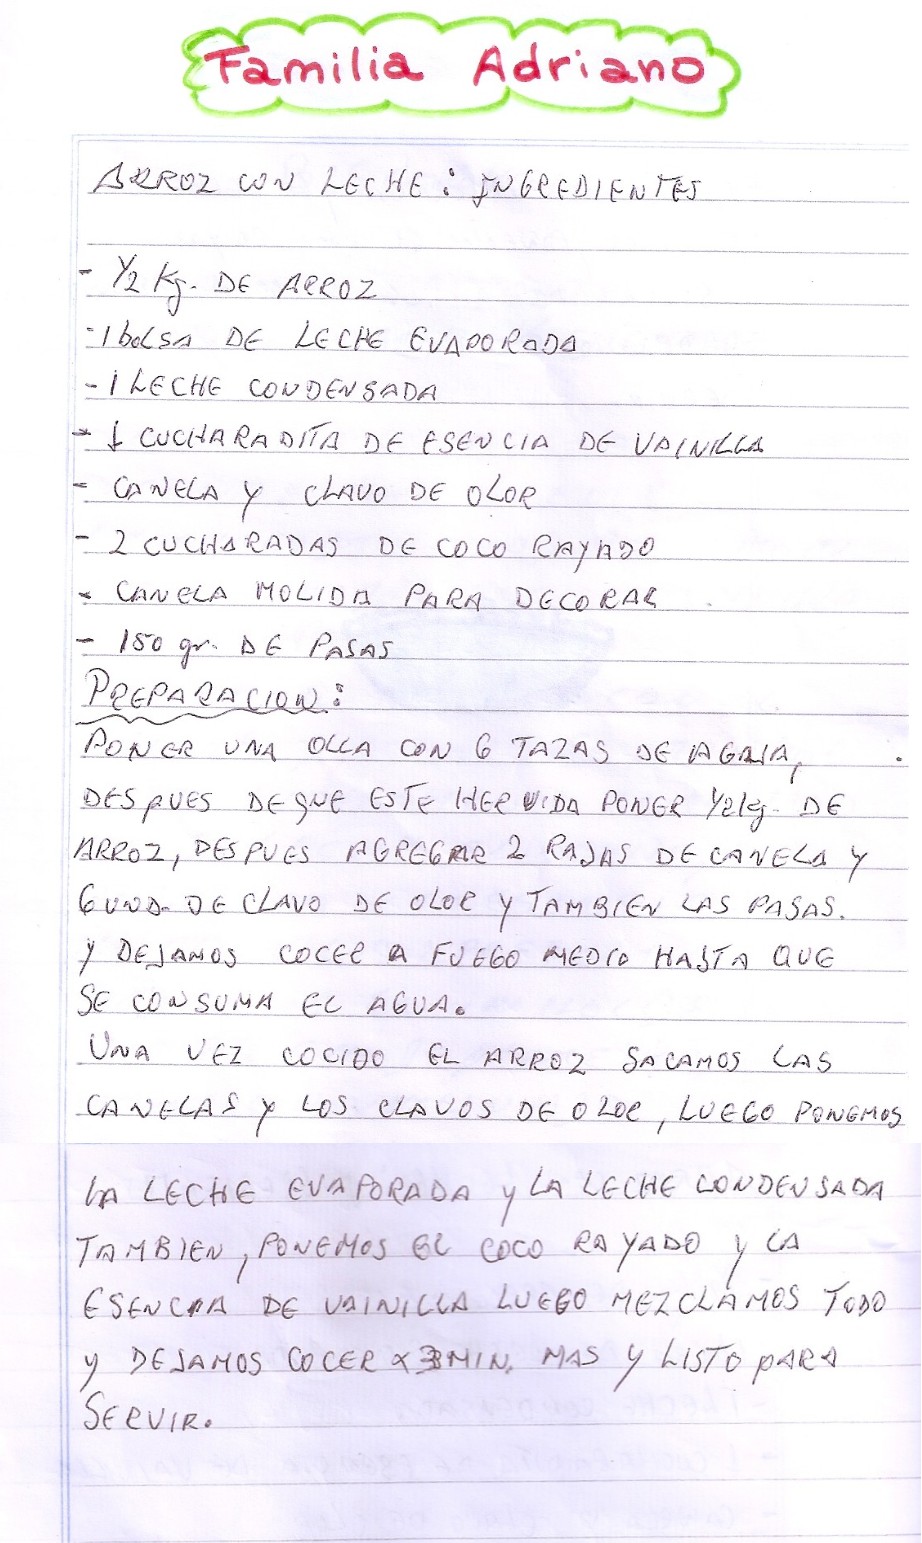 Familia Adriano
ARROZ CON LECHE: INGREDIENTES
- 1/2 Kg. DE ARROZ
- 1 bolSA DE LECHE EVAPORADA
- 1 LECHE CONDENSADA
- 1 CUCHARADITA DE ESENCIA DE VAINILLA
- CANELA Y CLAVO DE OLOR
- 2 CUCHARADAS DE COCO RAYADO
- CANELA MOLIDA PARA DECORAR
- 150 gr. DE PASAS
PREPARACION:
PONER UNA OLLA CON 6 TAZAS DE AGUA,
DESPUES DE QUE ESTE HERVIDA PONER 1/2 kg. DE
ARROZ, DESPUES AGREGAR 2 RAJAS DE CANELA Y
6 UND. DE CLAVO DE OLOR Y TAMBIEN LAS PASAS.
Y DEJAMOS COCER A FUEGO MEDIO HASTA QUE
SE CONSUMA EL AGUA.
UNA VEZ COCIDO EL ARROZ SACAMOS LAS
CANELAS Y LOS CLAVOS DE OLOR, LUEGO PONEMOS
LA LECHE EVAPORADA Y LA LECHE CONDENSADA
TAMBIEN, PONEMOS EL COCO RAYADO Y LA
ESENCIA DE VAINILLA LUEGO MEZCLAMOS TODO
Y DEJAMOS COCER X 3 MIN. MAS Y LISTO PARA
SERVIR.